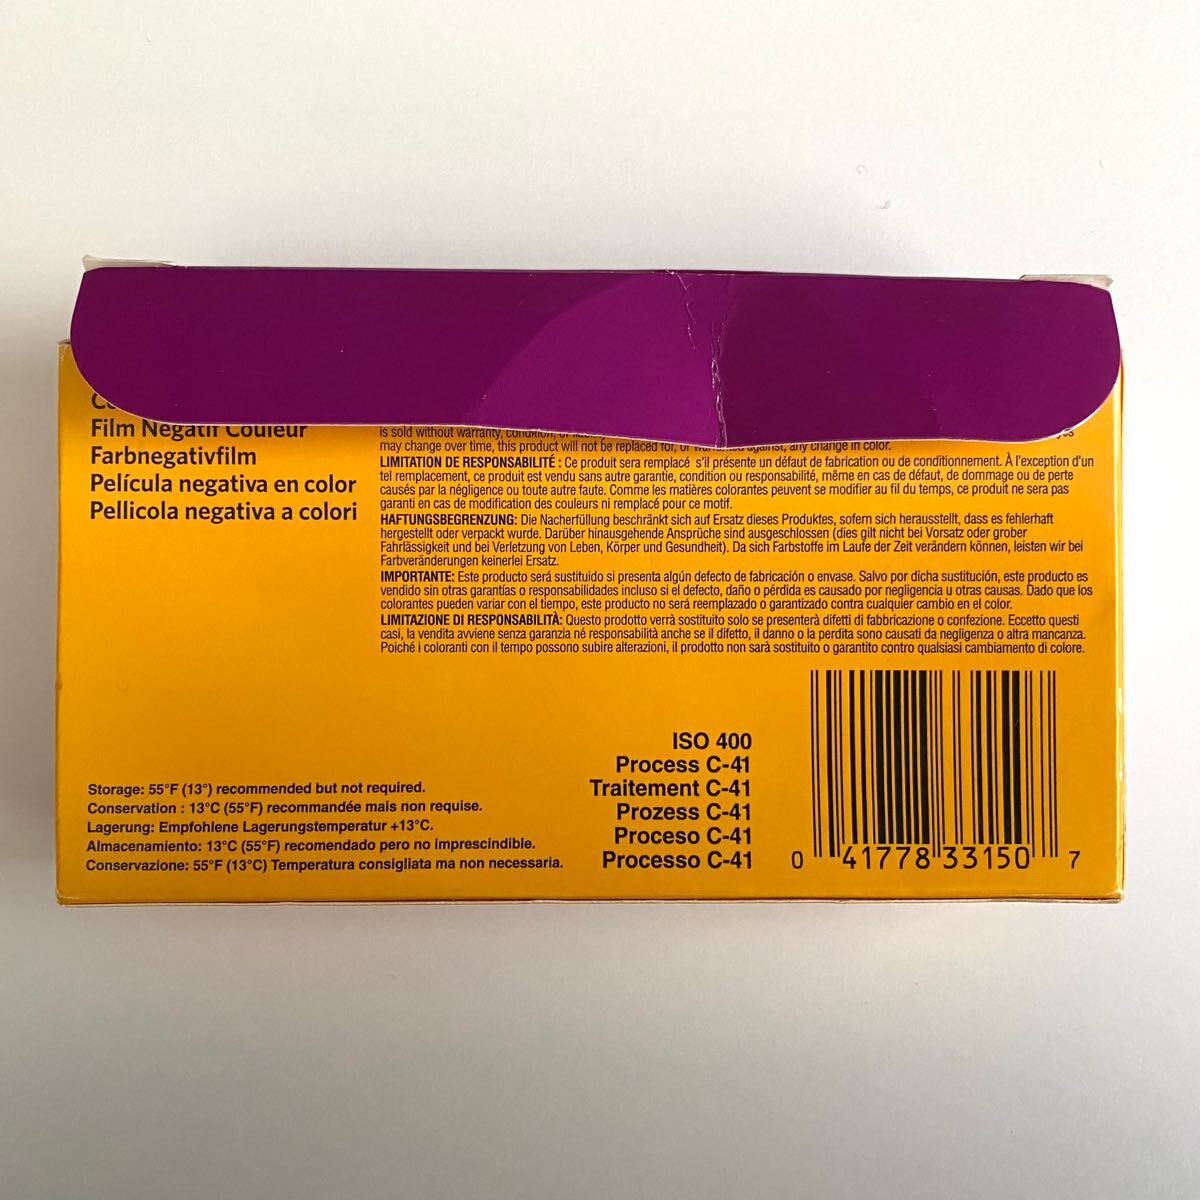 Film Négatif Couleur
Farbnegativfilm
Película negativa en color
Pellicola negativa a colori
is sold without warranty, condition, or
may change over time, this product will not be replaced for, or warranted against, any change in color.
LIMITATION DE RESPONSABILITÉ : Ce produit sera remplacé s'il présente un défaut de fabrication ou de conditionnement. À l'exception d'un
tel remplacement, ce produit est vendu sans autre garantie, condition ou responsabilité, même en cas de défaut, de dommage ou de perte
causés par la négligence ou toute autre faute. Comme les matières colorantes peuvent se modifier au fil du temps, ce produit ne sera pas
garanti en cas de modification des couleurs ni remplacé pour ce motif.
HAFTUNGSBEGRENZUNG: Die Nacherfüllung beschränkt sich auf Ersatz dieses Produktes, sofern sich herausstellt, dass es fehlerhaft
hergestellt oder verpackt wurde. Darüber hinausgehende Ansprüche sind ausgeschlossen (dies gilt nicht bei Vorsatz oder grober
Fahrlässigkeit und bei Verletzung von Leben, Körper und Gesundheit). Da sich Farbstoffe im Laufe der Zeit verändern können, leisten wir bei
Farbveränderungen keinerlei Ersatz.
IMPORTANTE: Este producto será sustituido si presenta algún defecto de fabricación o envase. Salvo por dicha sustitución, este producto es
vendido sin otras garantías o responsabilidades incluso si el defecto, daño o pérdida es causado por negligencia u otras causas. Dado que los
colorantes pueden variar con el tiempo, este producto no será reemplazado o garantizado contra cualquier cambio en el color.
LIMITAZIONE DI RESPONSABILITÀ: Questo prodotto verrà sostituito solo se presenterà difetti di fabbricazione o confezione. Eccetto questi
casi, la vendita avviene senza garanzia né responsabilità anche se il difetto, il danno o la perdita sono causati da negligenza o altra mancanza.
Poiché i coloranti con il tempo possono subire alterazioni, il prodotto non sarà sostituito o garantito contro qualsiasi cambiamento di colore.
ISO 400
Process C-41
Traitement C-41
Prozess C-41
Proceso C-41
Processo C-41
Storage: 55°F (13°) recommended but not required.
Conservation : 13°C (55°F) recommandée mais non requise.
Lagerung: Empfohlene Lagerungstemperatur +13°C.
Almacenamiento: 13°C (55°F) recomendado pero no imprescindible.
Conservazione: 55°F (13°C) Temperatura consigliata ma non necessaria.
0 41778 33150 7